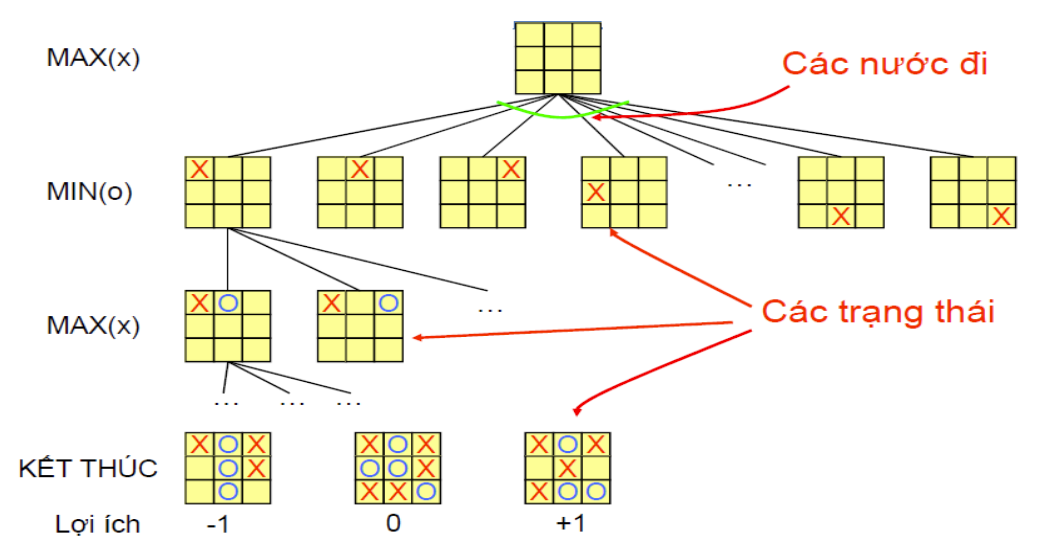 MAX(x)
Các nước đi
X X X X ... X X
MIN(o)
X O X O ...
MAX(x)
Các trạng thái
... ... ...
X O X X O X X O X
KẾT THÚC O X O O X X
O X X O X O O
Lợi ích -1 0 +1